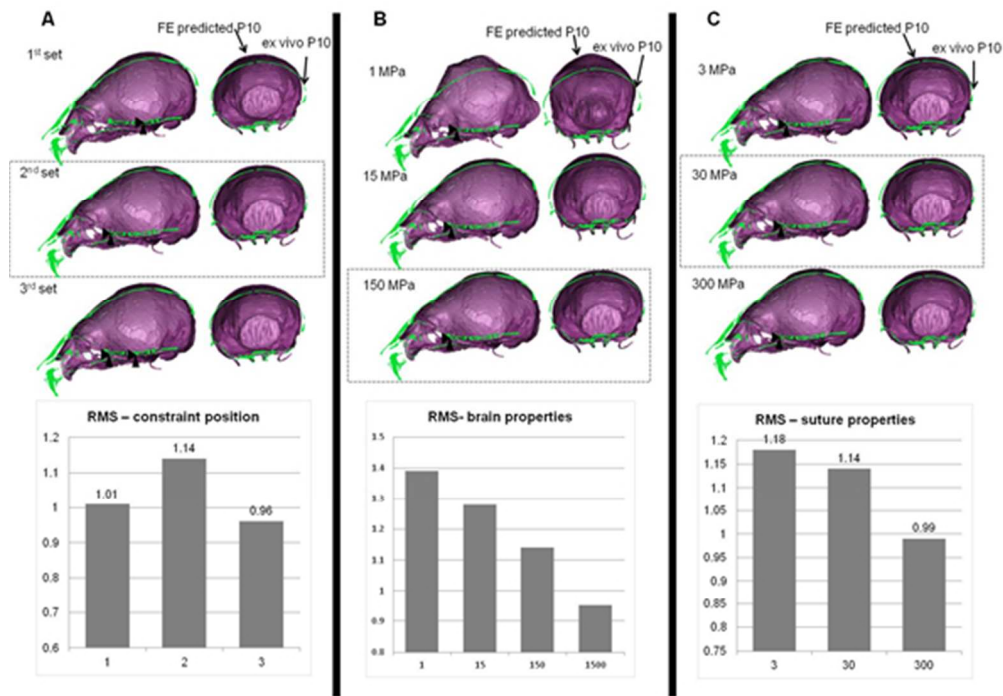 A
FE predicted P10
ex vivo P10
1st set
2nd set
3rd set
RMS – constraint position
1.2
1.1
1
0.9
0.8
0.7
0.6
1.01
1.14
0.96
1
2
3
B
FE predicted P10
ex vivo P10
1 MPa
15 MPa
150 MPa
RMS- brain properties
1.5
1.4
1.3
1.2
1.1
1
0.9
0.8
1
15
150
1500
C
FE predicted P10
ex vivo P10
3 MPa
30 MPa
300 MPa
RMS – suture properties
1.2
1.15
1.1
1.05
1
0.95
0.9
0.85
0.8
0.75
1.18
1.14
0.99
3
30
300